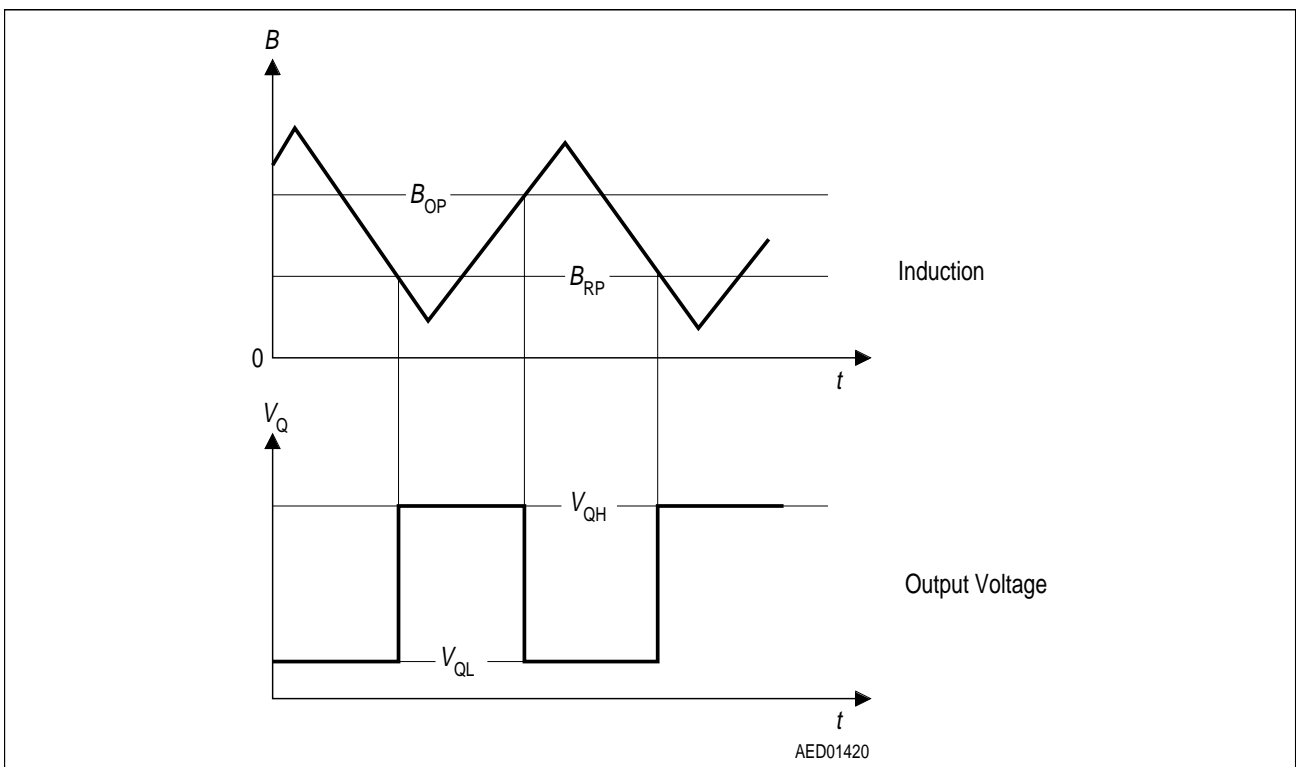 B
B_OP
B_RP
Induction
0
t
V_Q
V_QH
Output Voltage
V_QL
t
AED01420